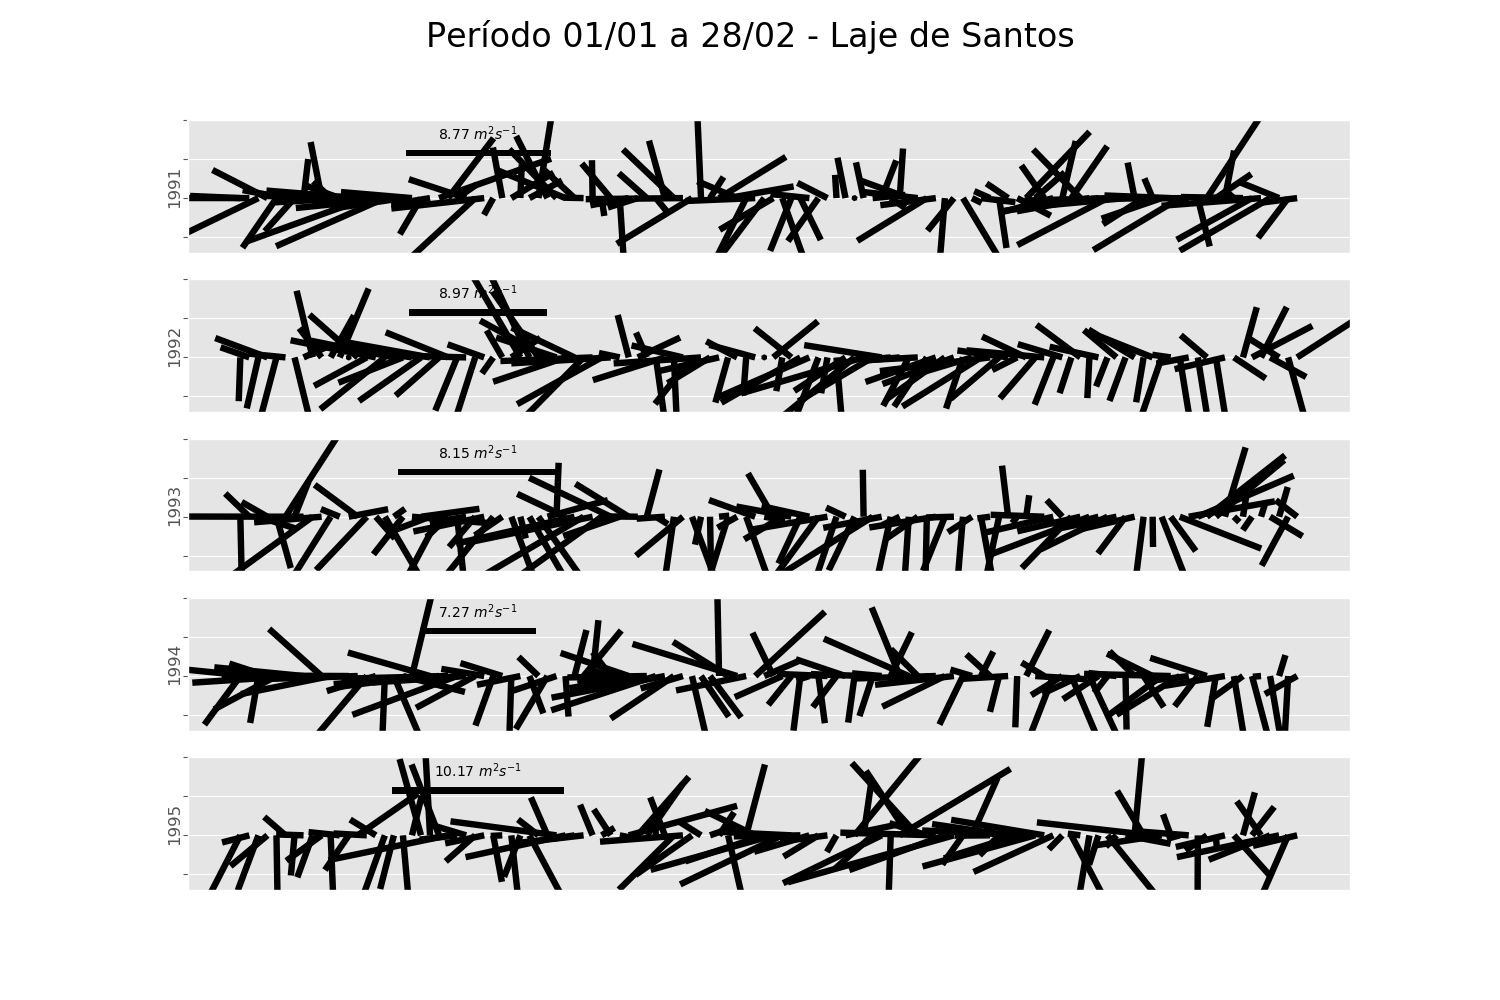 Período 01/01 a 28/02 - Laje de Santos
1991
8.77 m²s⁻¹
1992
8.97 m²s⁻¹
1993
8.15 m²s⁻¹
1994
7.27 m²s⁻¹
1995
10.17 m²s⁻¹